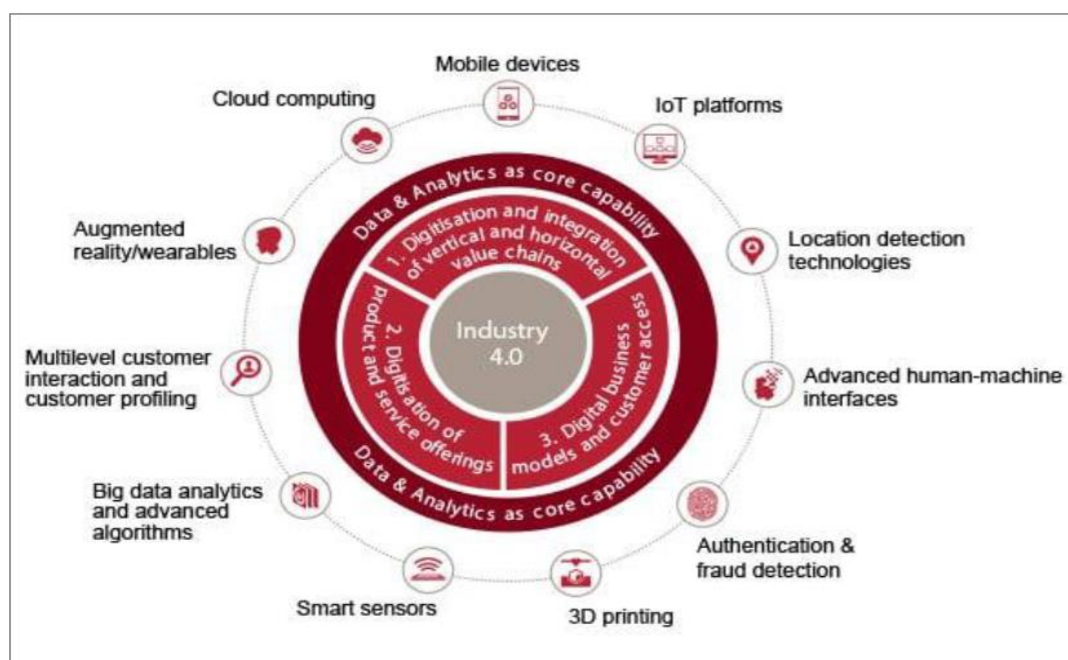 Mobile devices
Cloud computing
IoT platforms
Data & Analytics as core capability
1. Digitisation and integration
of vertical and horizontal
value chains
Augmented
reality/wearables
Location detection
technologies
Industry
4.0
2. Digitisation of
product and service offerings
3. Digital business
models and customer access
Multilevel customer
interaction and
customer profiling
Advanced human-machine
interfaces
Data & Analytics as core capability
Big data analytics
and advanced
algorithms
Authentication &
fraud detection
Smart sensors
3D printing